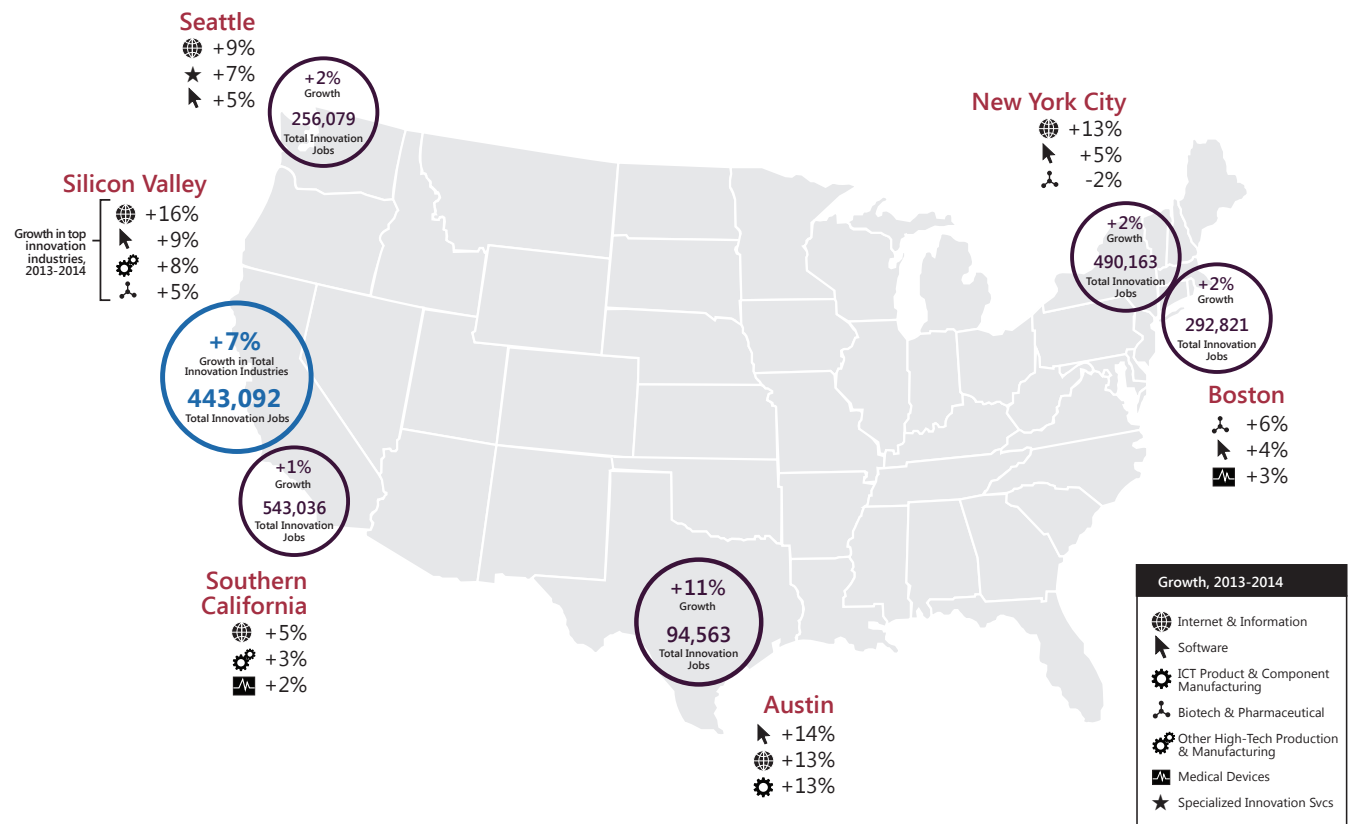 Seattle
+9%
+7%
+5%
+2%
Growth
256,079
Total Innovation
Jobs
Silicon Valley
Growth in top
innovation
industries,
2013-2014
+16%
+9%
+8%
+5%
+7%
Growth in Total
Innovation Industries
443,092
Total Innovation Jobs
+1%
Growth
543,036
Total Innovation
Jobs
Southern
California
+5%
+3%
+2%
+11%
Growth
94,563
Total Innovation
Jobs
Austin
+14%
+13%
+13%
New York City
+13%
+5%
-2%
+2%
Growth
490,163
Total Innovation
Jobs
+2%
Growth
292,821
Total Innovation
Jobs
Boston
+6%
+4%
+3%
Growth, 2013-2014
Internet & Information
Software
ICT Product & Component
Manufacturing
Biotech & Pharmaceutical
Other High-Tech Production
& Manufacturing
Medical Devices
Specialized Innovation Svcs